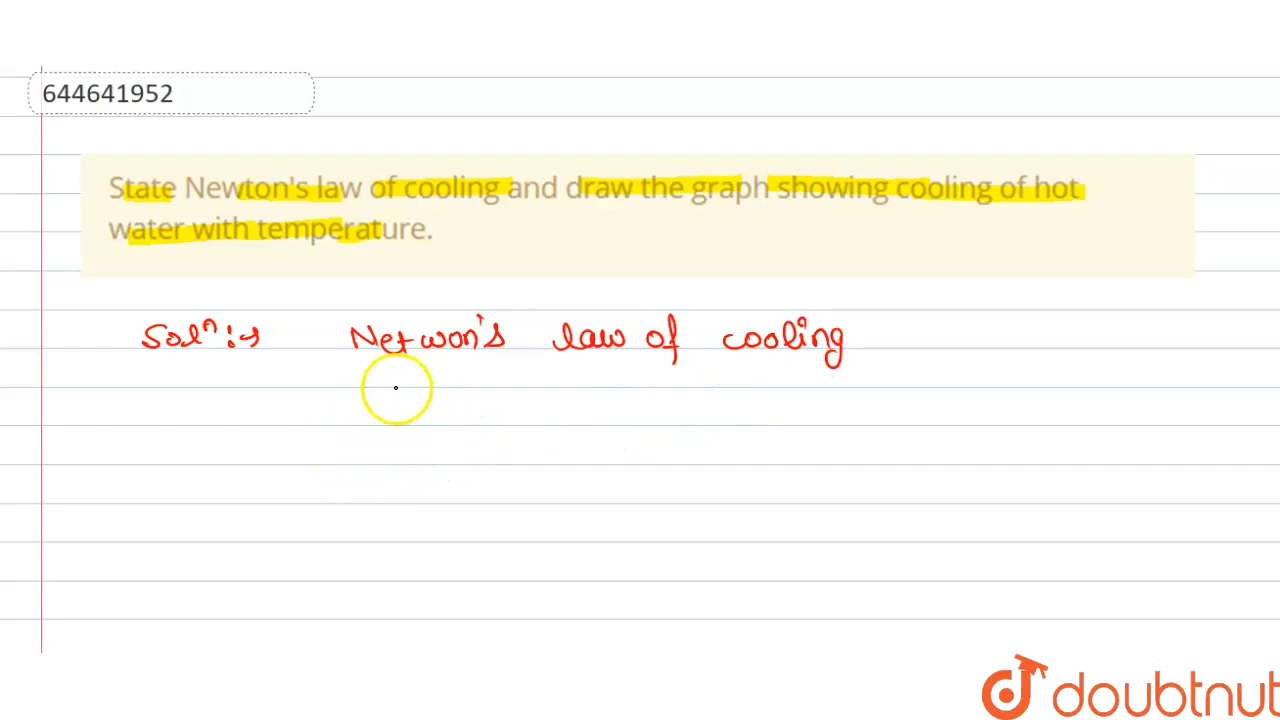 644641952
State Newton's law of cooling and draw the graph showing cooling of hot
water with temperature.
Solⁿ:→ Netwon's law of cooling
doubtnut